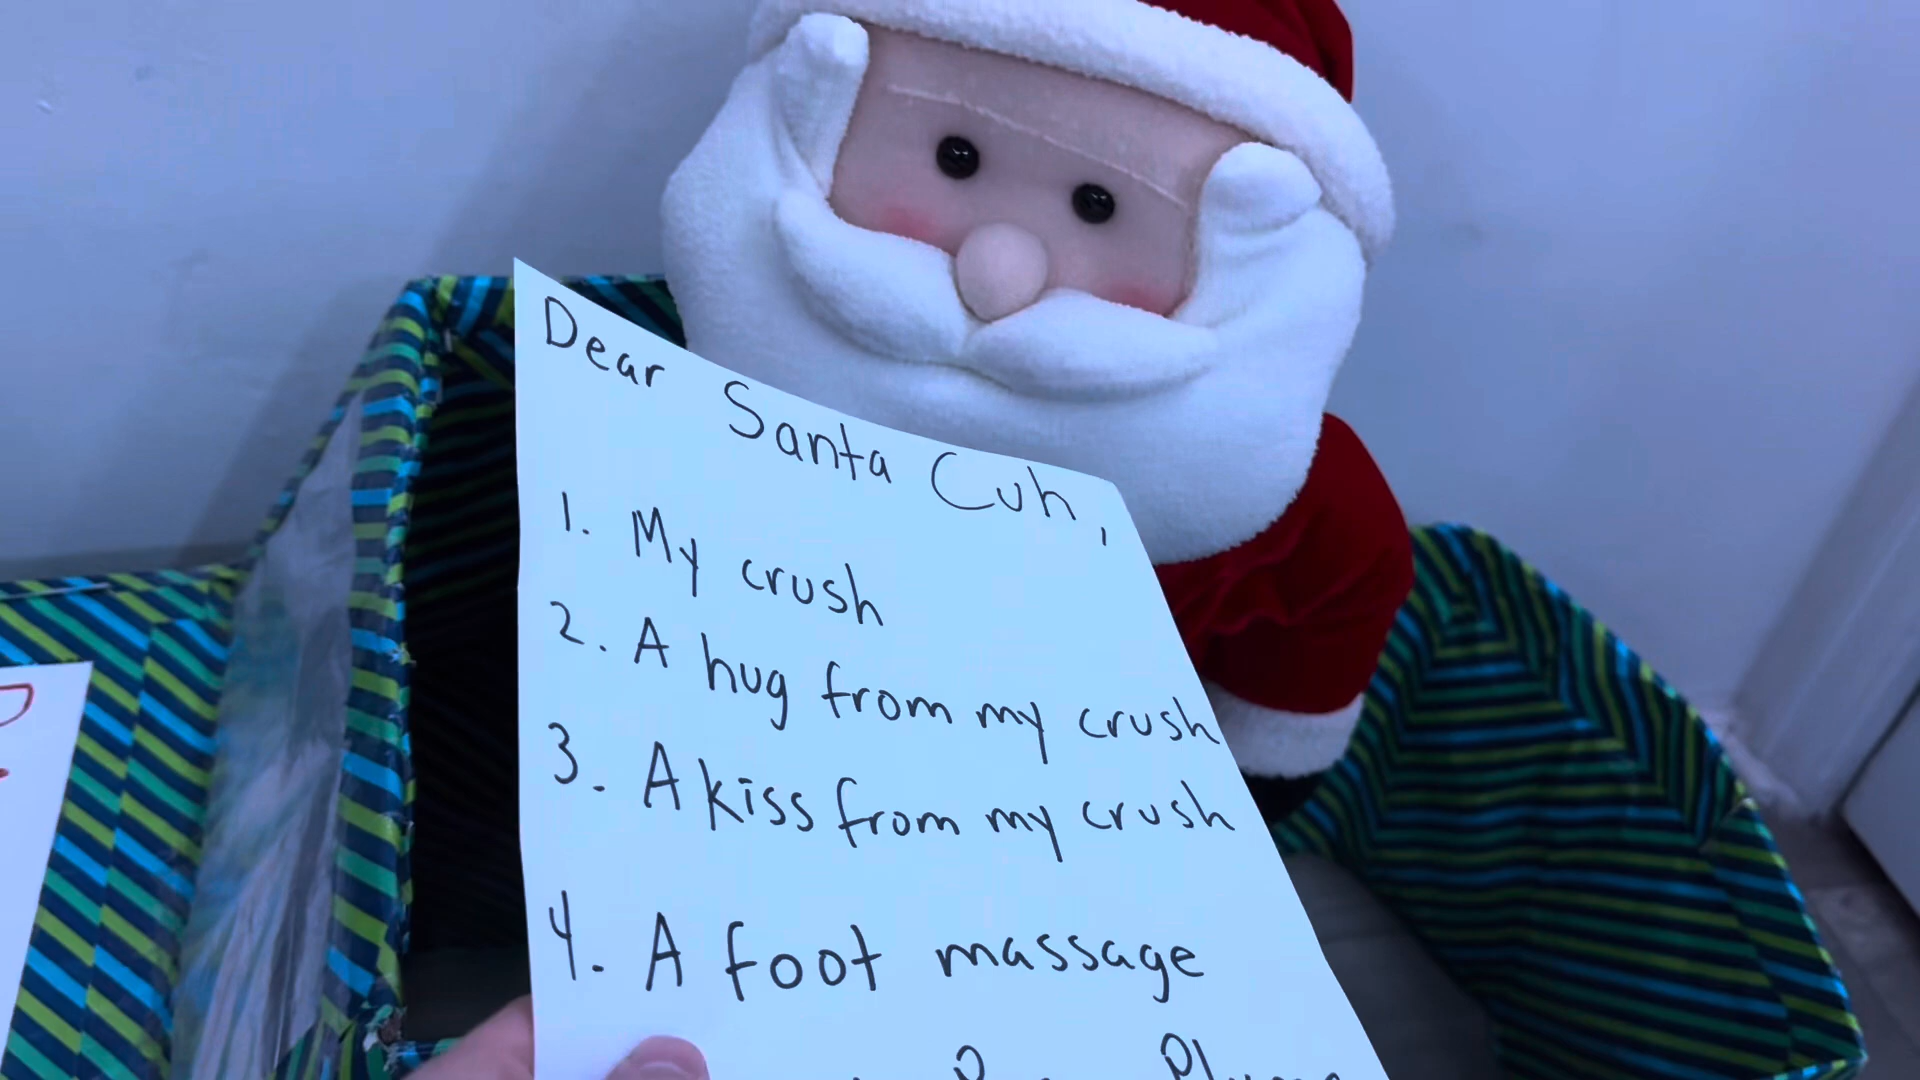 Dear Santa Cuh,
1. My crush
2. A hug from my crush
3. A kiss from my crush
4. A foot massage